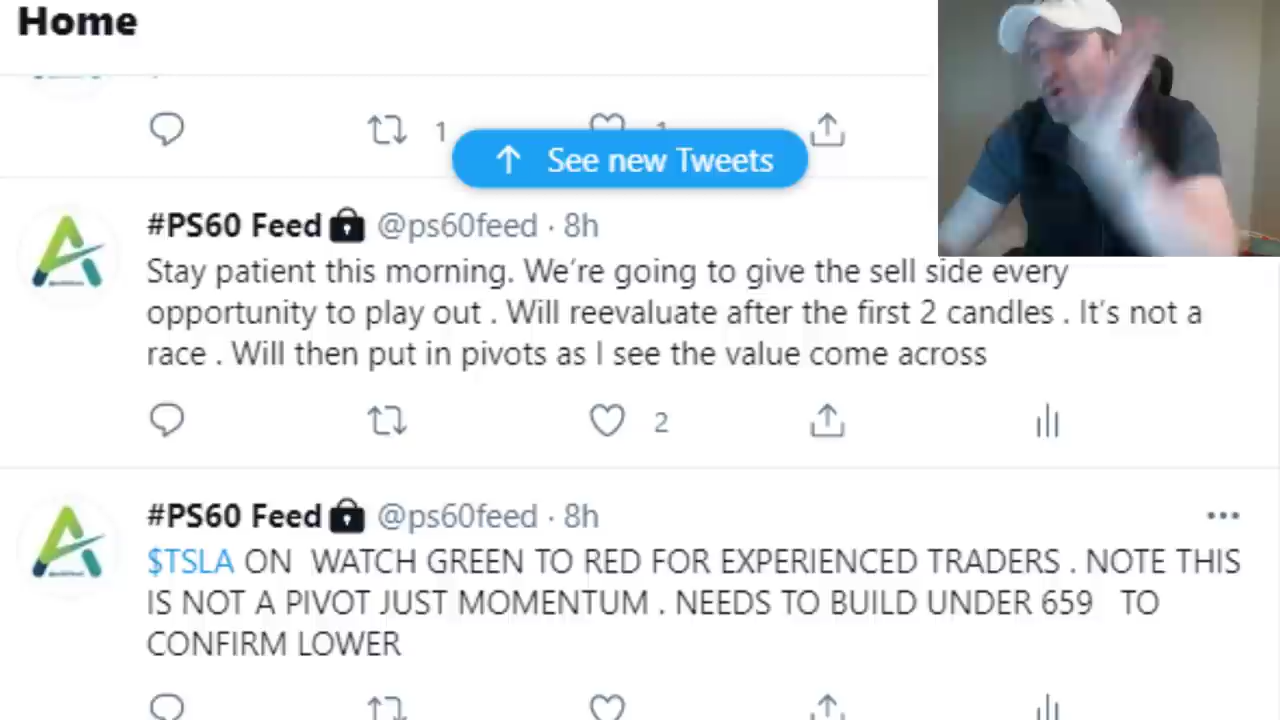 Home
1
1
See new Tweets
#PS60 Feed @ps60feed · 8h
Stay patient this morning. We're going to give the sell side every
opportunity to play out . Will reevaluate after the first 2 candles . It's not a
race . Will then put in pivots as I see the value come across
2
#PS60 Feed @ps60feed · 8h
$TSLA ON WATCH GREEN TO RED FOR EXPERIENCED TRADERS . NOTE THIS
IS NOT A PIVOT JUST MOMENTUM . NEEDS TO BUILD UNDER 659 TO
CONFIRM LOWER